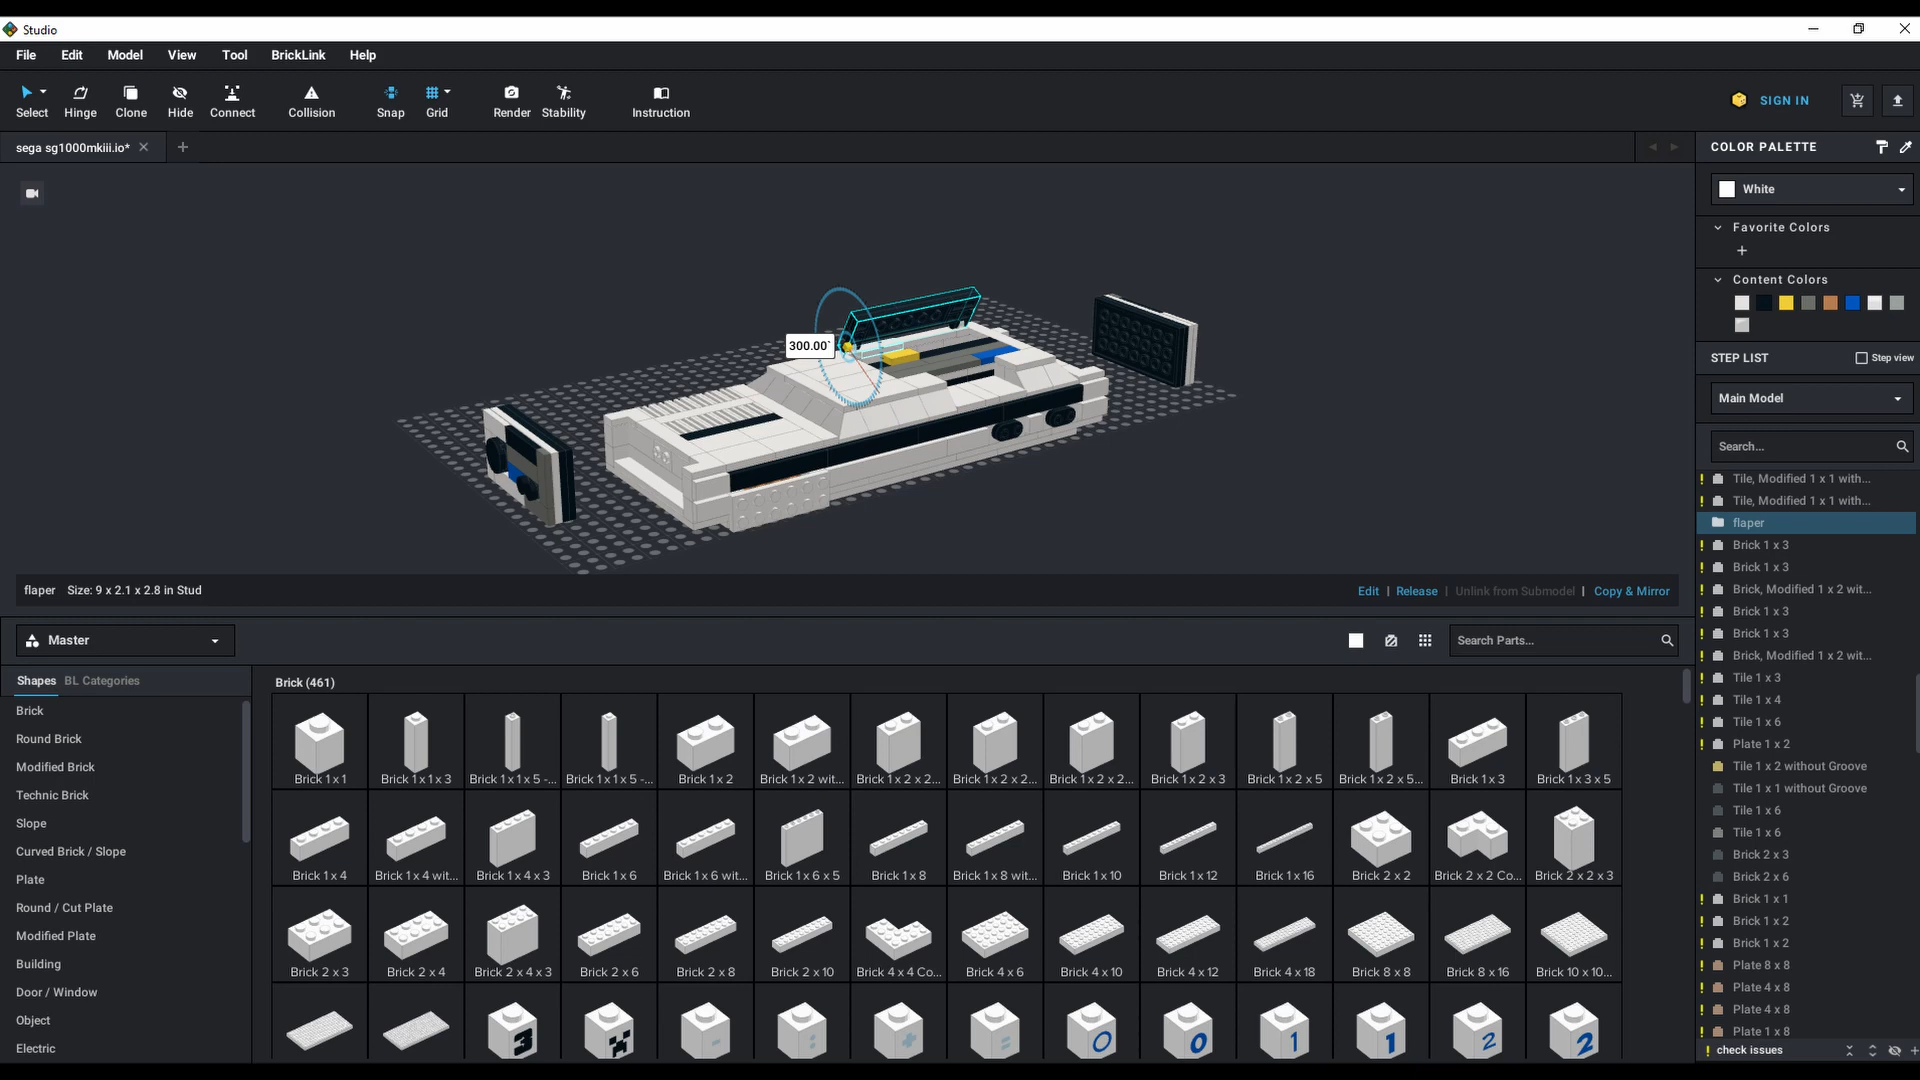 Studio
File Edit Model View Tool BrickLink Help
Select Hinge Clone Hide Connect Collision Snap Grid Render Stability Instruction SIGN IN
sega sg1000mkiii.io*
COLOR PALETTE
White
Favorite Colors
Content Colors
STEP LIST Step view
Main Model
Search...
Tile, Modified 1 x 1 with...
Tile, Modified 1 x 1 with...
flaper
Brick 1 x 3
Brick 1 x 3
Brick, Modified 1 x 2 wit...
Brick 1 x 3
Brick 1 x 3
Brick, Modified 1 x 2 wit...
Tile 1 x 3
Tile 1 x 4
Tile 1 x 6
Plate 1 x 2
Tile 1 x 2 without Groove
Tile 1 x 1 without Groove
Tile 1 x 6
Tile 1 x 6
Brick 2 x 3
Brick 2 x 6
Brick 1 x 1
Brick 1 x 2
Brick 1 x 2
Plate 8 x 8
Plate 4 x 8
Plate 4 x 8
Plate 1 x 8
! check issues
300.00°
flaper Size: 9 x 2.1 x 2.8 in Stud
Edit | Release | Unlink from Submodel | Copy & Mirror
Master
Search Parts...
Shapes BL Categories
Brick
Round Brick
Modified Brick
Technic Brick
Slope
Curved Brick / Slope
Plate
Round / Cut Plate
Modified Plate
Building
Door / Window
Object
Electric
Brick (461)
Brick 1 x 1 Brick 1 x 1 x 3 Brick 1 x 1 x 5 -... Brick 1 x 1 x 5 -... Brick 1 x 2 Brick 1 x 2 wit... Brick 1 x 2 x 2... Brick 1 x 2 x 2... Brick 1 x 2 x 2... Brick 1 x 2 x 3 Brick 1 x 2 x 5 Brick 1 x 2 x 5... Brick 1 x 3 Brick 1 x 3 x 5
Brick 1 x 4 Brick 1 x 4 wit... Brick 1 x 4 x 3 Brick 1 x 6 Brick 1 x 6 wit... Brick 1 x 6 x 5 Brick 1 x 8 Brick 1 x 8 wit... Brick 1 x 10 Brick 1 x 12 Brick 1 x 16 Brick 2 x 2 Brick 2 x 2 Co... Brick 2 x 2 x 3
Brick 2 x 3 Brick 2 x 4 Brick 2 x 4 x 3 Brick 2 x 6 Brick 2 x 8 Brick 2 x 10 Brick 4 x 4 Co... Brick 4 x 6 Brick 4 x 10 Brick 4 x 12 Brick 4 x 18 Brick 8 x 8 Brick 8 x 16 Brick 10 x 10...
3 - : + = 0 0 1 1 2 2